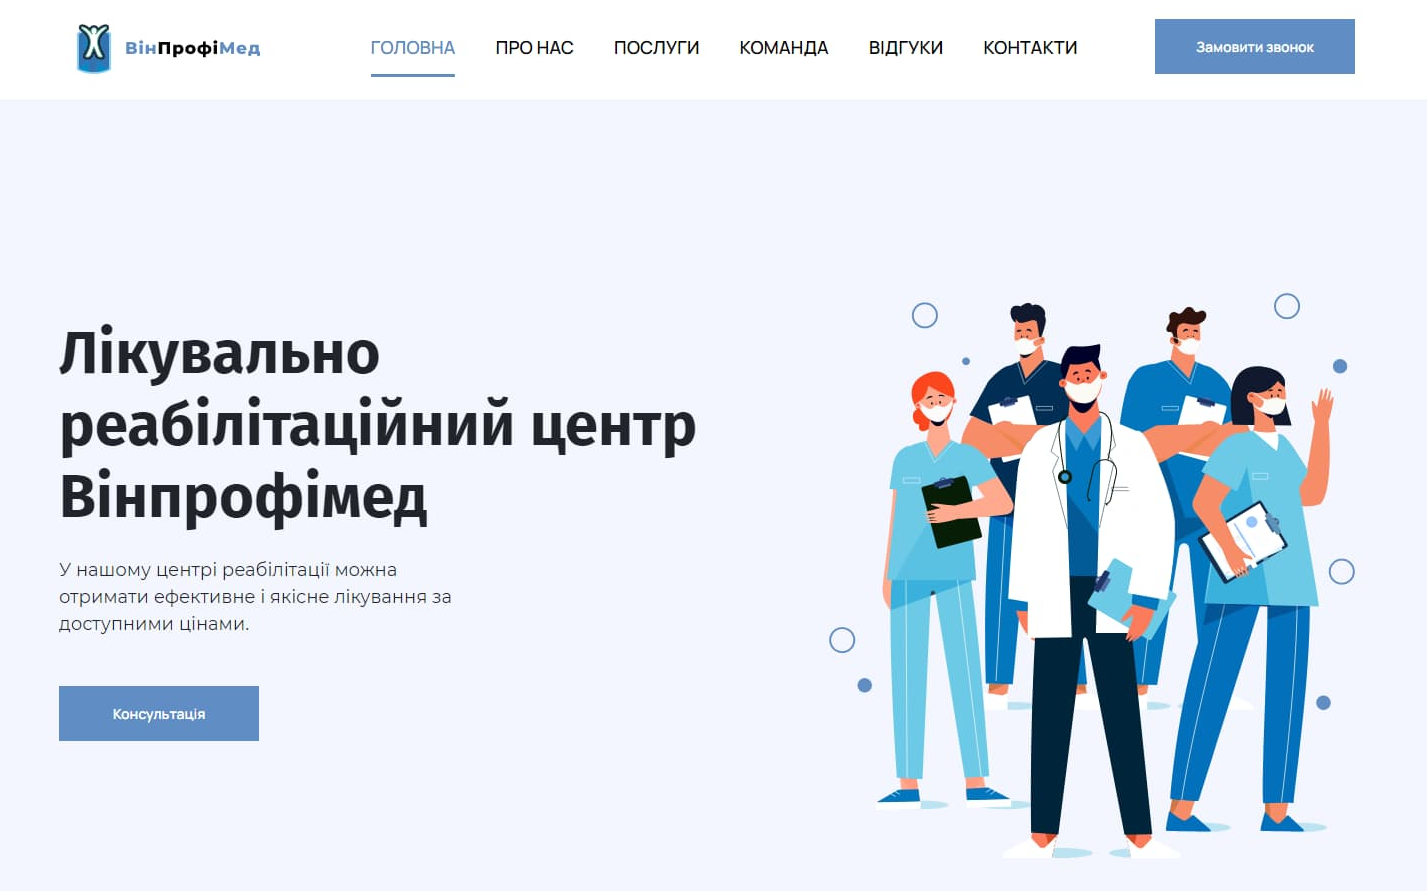 ВінПрофіМед
ГОЛОВНА
ПРО НАС
ПОСЛУГИ
КОМАНДА
ВІДГУКИ
КОНТАКТИ
Замовити звонок
Лікувально
реабілітаційний центр
Вінпрофімед
У нашому центрі реабілітації можна
отримати ефективне і якісне лікування за
доступними цінами.
Консультація